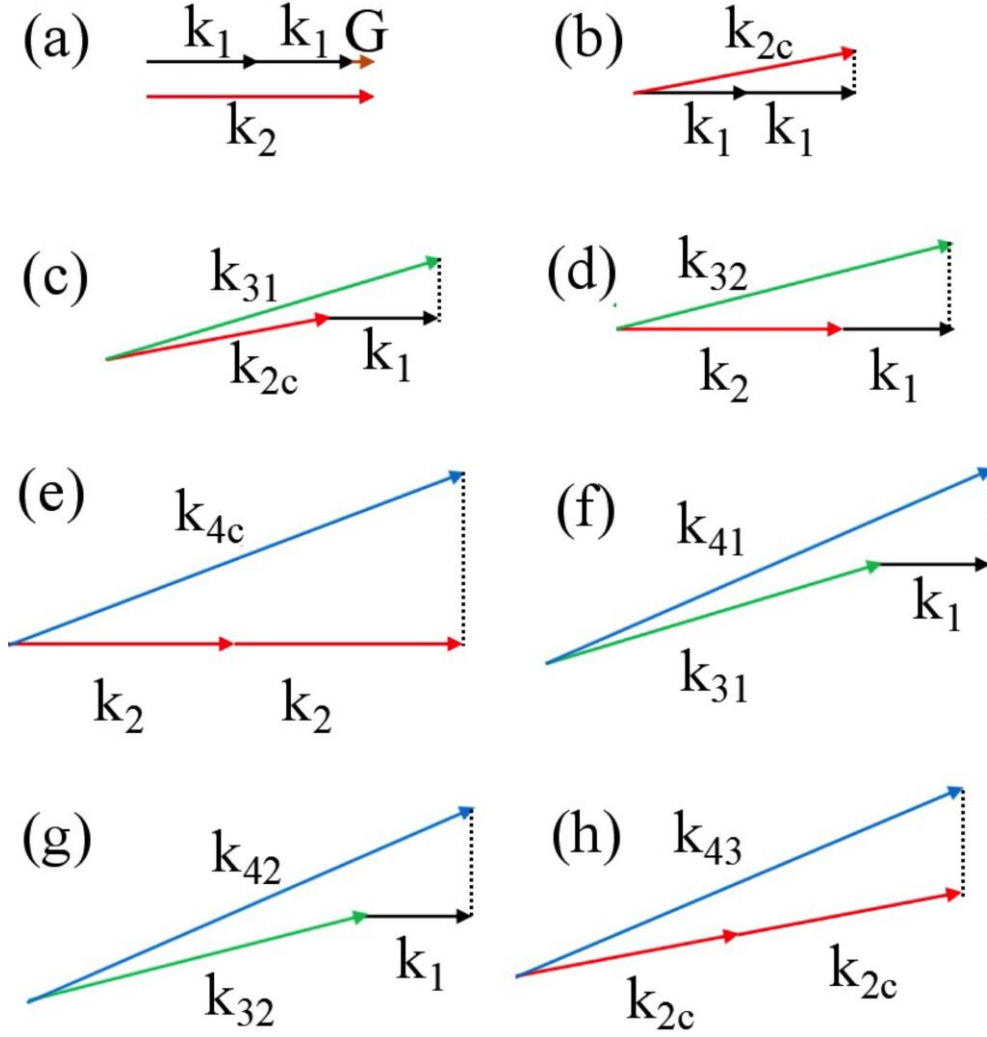 (a) k₁ k₁ G
k₂
(b) k₂c
k₁ k₁
(c) k₃₁
k₂c k₁
(d) k₃₂
k₂ k₁
(e) k₄c
k₂ k₂
(f) k₄₁
k₁
k₃₁
(g) k₄₂
k₃₂ k₁
(h) k₄₃
k₂c k₂c